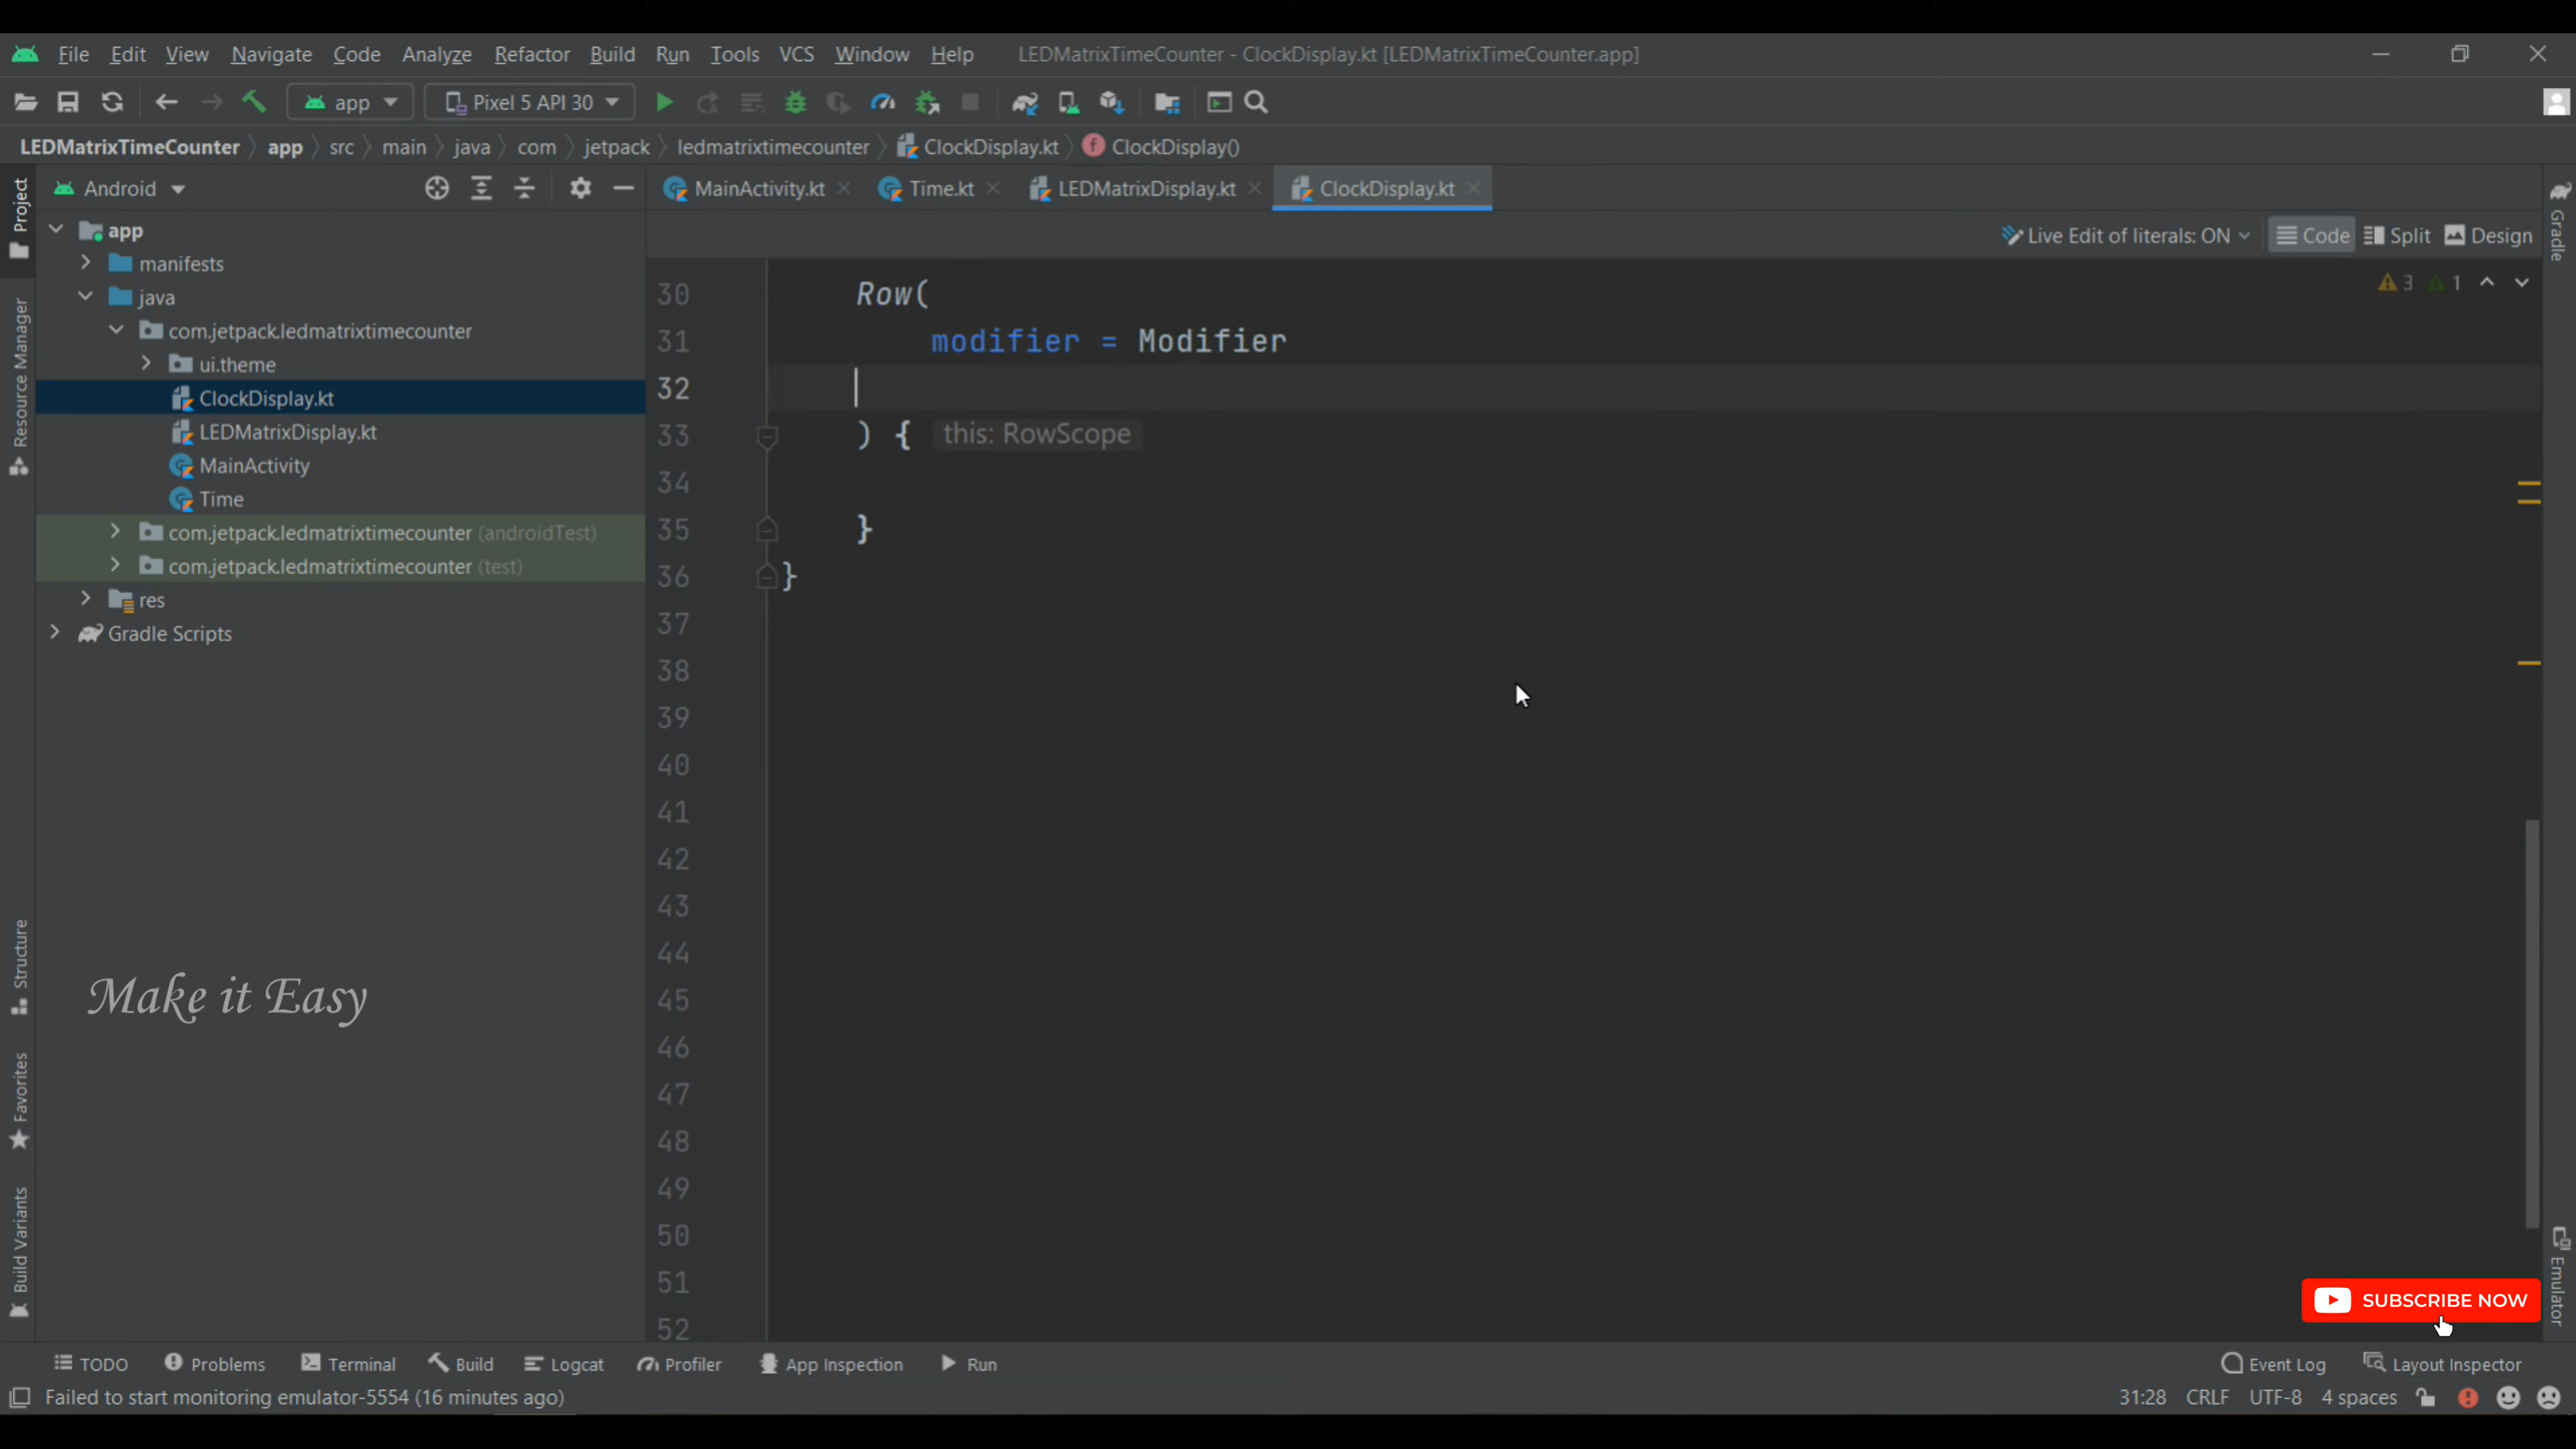 File Edit View Navigate Code Analyze Refactor Build Run Tools VCS Window Help LEDMatrixTimeCounter - ClockDisplay.kt [LEDMatrixTimeCounter.app]
app Pixel 5 API 30
LEDMatrixTimeCounter app src main java com jetpack ledmatrixtimecounter ClockDisplay.kt ClockDisplay()
Project
Android
MainActivity.kt Time.kt LEDMatrixDisplay.kt ClockDisplay.kt
Gradle
Live Edit of literals: ON Code Split Design
3 1
app
manifests
java
com.jetpack.ledmatrixtimecounter
ui.theme
ClockDisplay.kt
LEDMatrixDisplay.kt
MainActivity
Time
com.jetpack.ledmatrixtimecounter (androidTest)
com.jetpack.ledmatrixtimecounter (test)
res
Gradle Scripts
Resource Manager
Structure
Favorites
Build Variants
30 Row(
31 modifier = Modifier
32
33 ) { this: RowScope
34
35 }
36 }
37
38
39
40
41
42
43
44
45
46
47
48
49
50
51
52
Make it Easy
SUBSCRIBE NOW
Emulator
TODO Problems Terminal Build Logcat Profiler App Inspection Run Event Log Layout Inspector
Failed to start monitoring emulator-5554 (16 minutes ago) 31:28 CRLF UTF-8 4 spaces